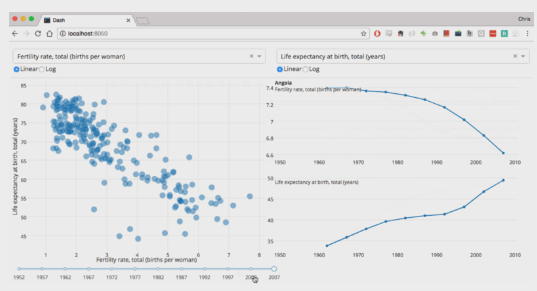 Dash
Chris
localhost:8050
Fertility rate, total (births per woman)
Life expectancy at birth, total (years)
Linear Log
Linear Log
85
80
75
70
65
60
55
50
45
Life expectancy at birth, total (years)
1 2 3 4 5 6 7 8
Fertility rate, total (births per woman)
1952 1957 1962 1967 1972 1977 1982 1987 1992 1997 2007
Angola
Fertility rate, total (births per woman)
7.4
7.2
7
6.8
6.6
1950 1960 1970 1980 1990 2000 2010
Life expectancy at birth, total (years)
50
45
40
35
1950 1960 1970 1980 1990 2000 2010